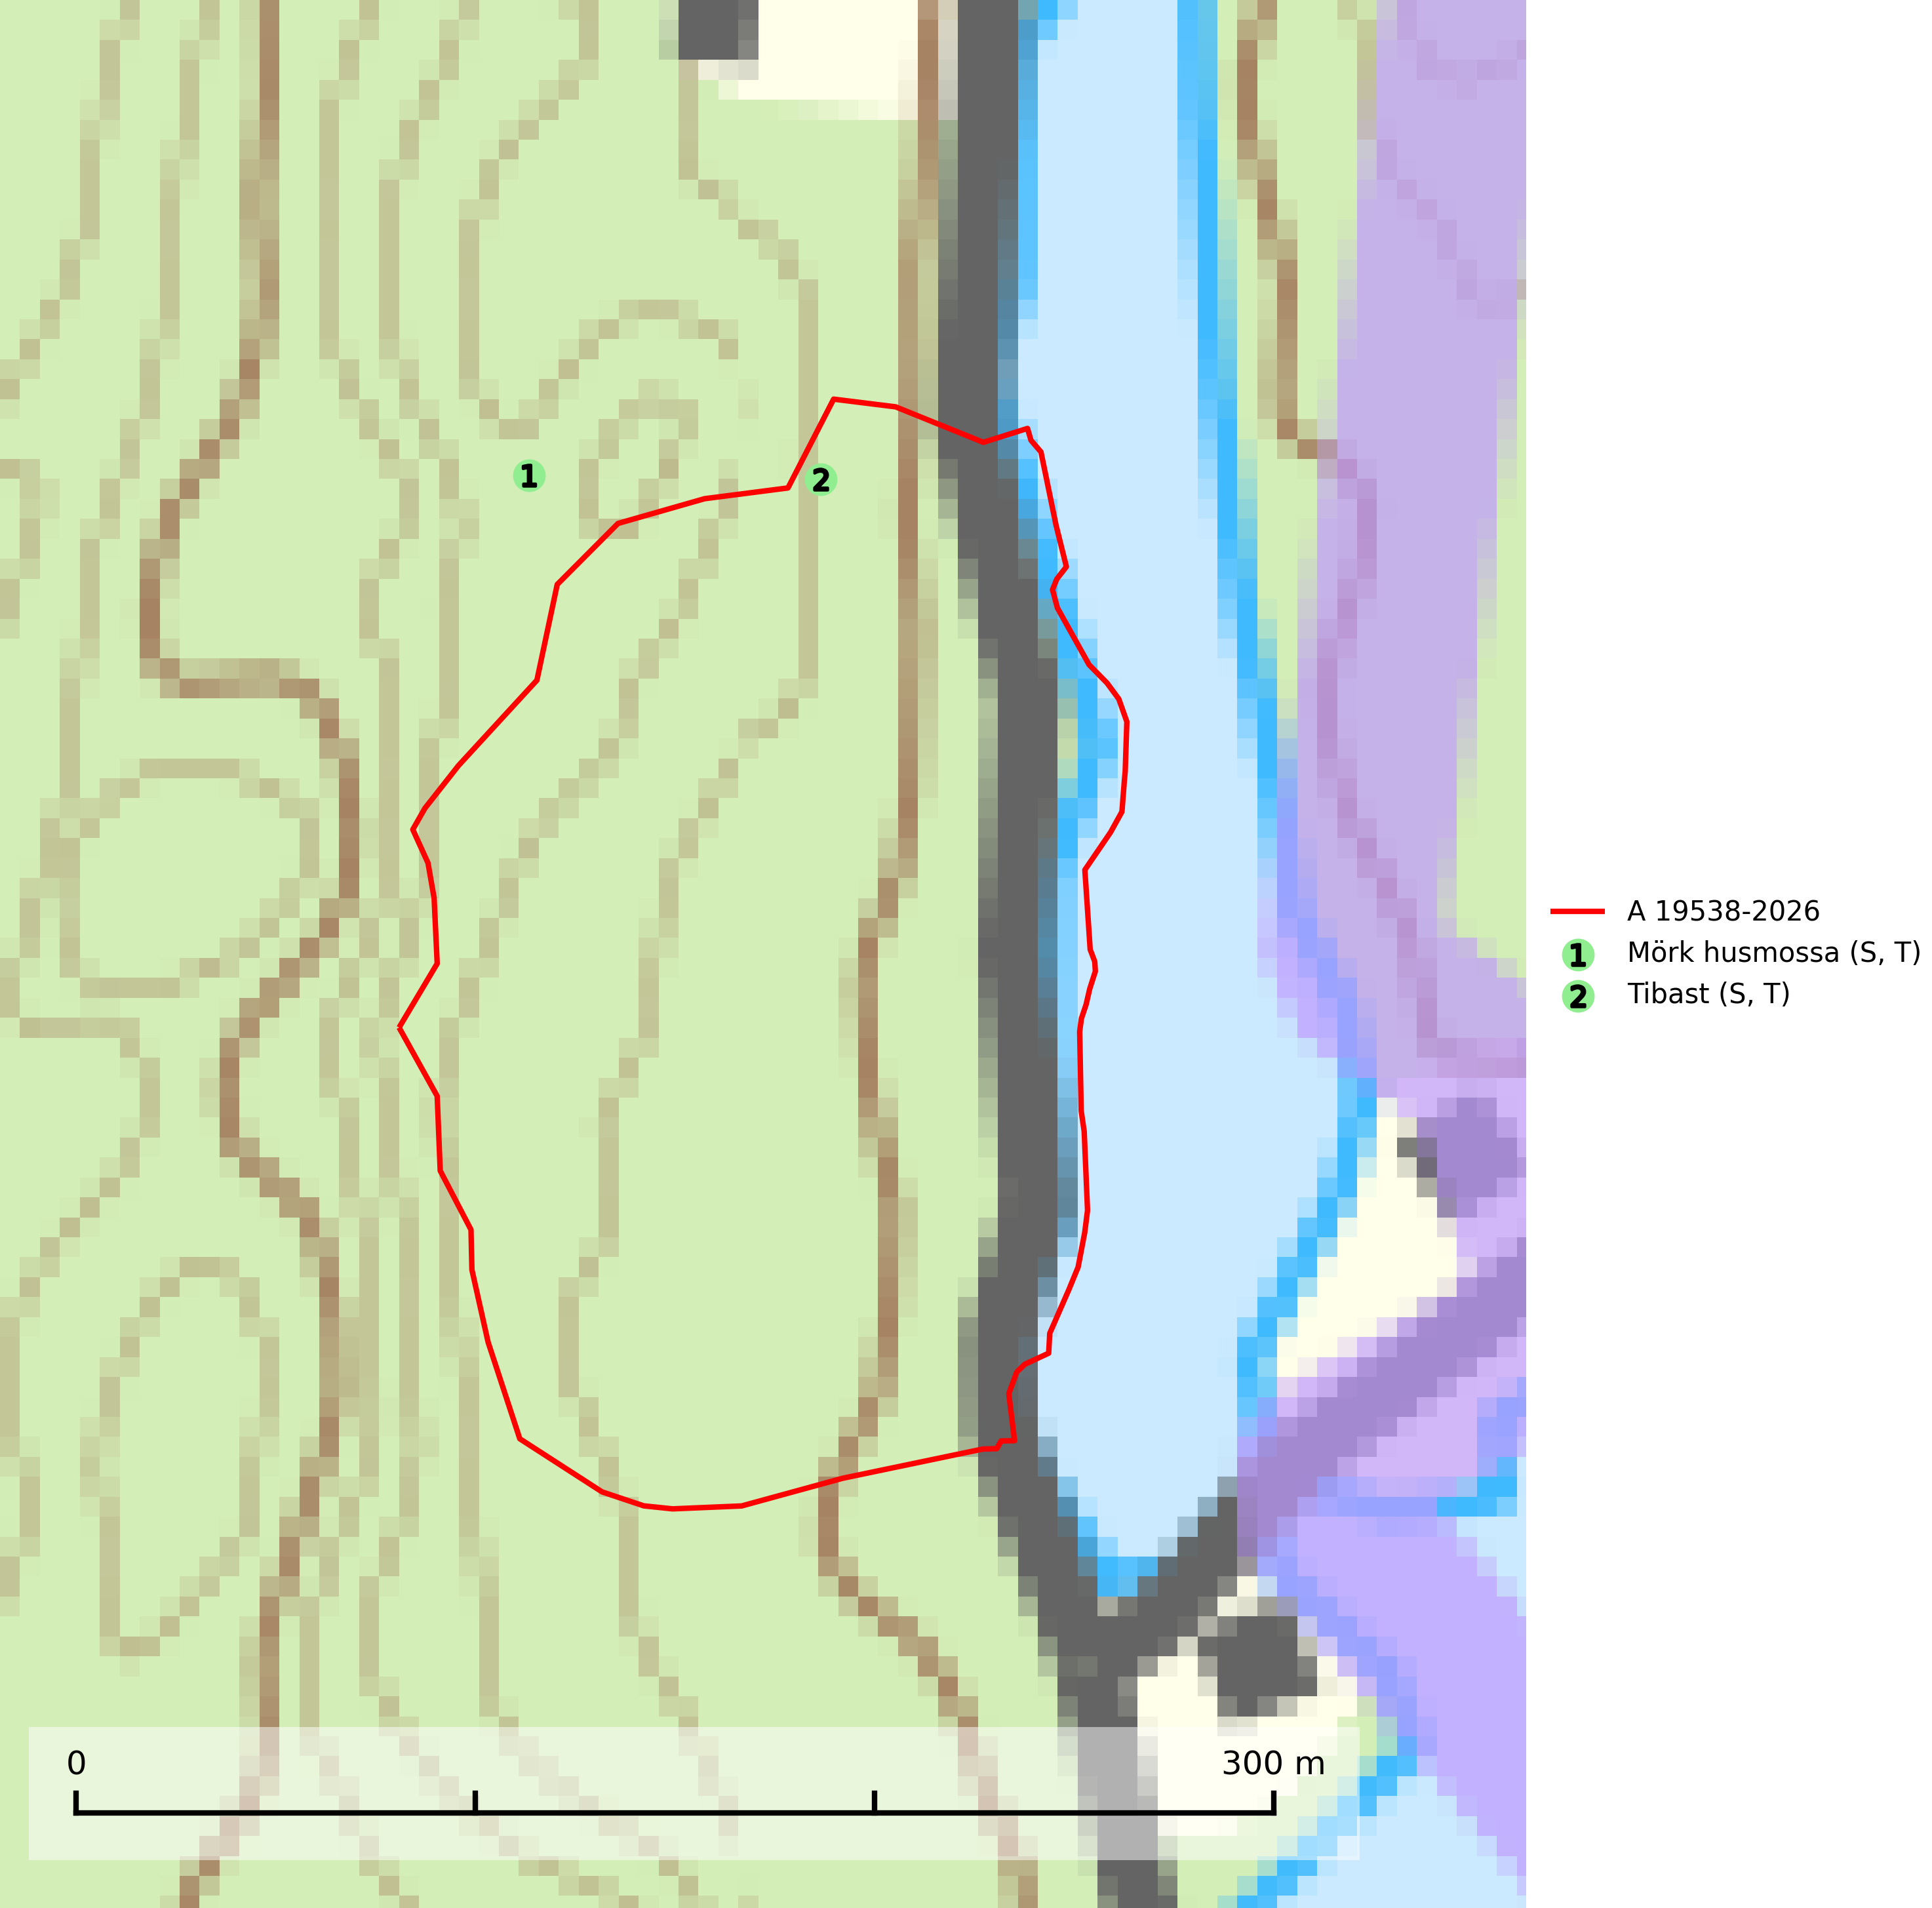 1
2
A 19538-2026
1 Mörk husmossa (S, T)
2 Tibast (S, T)
0 300 m